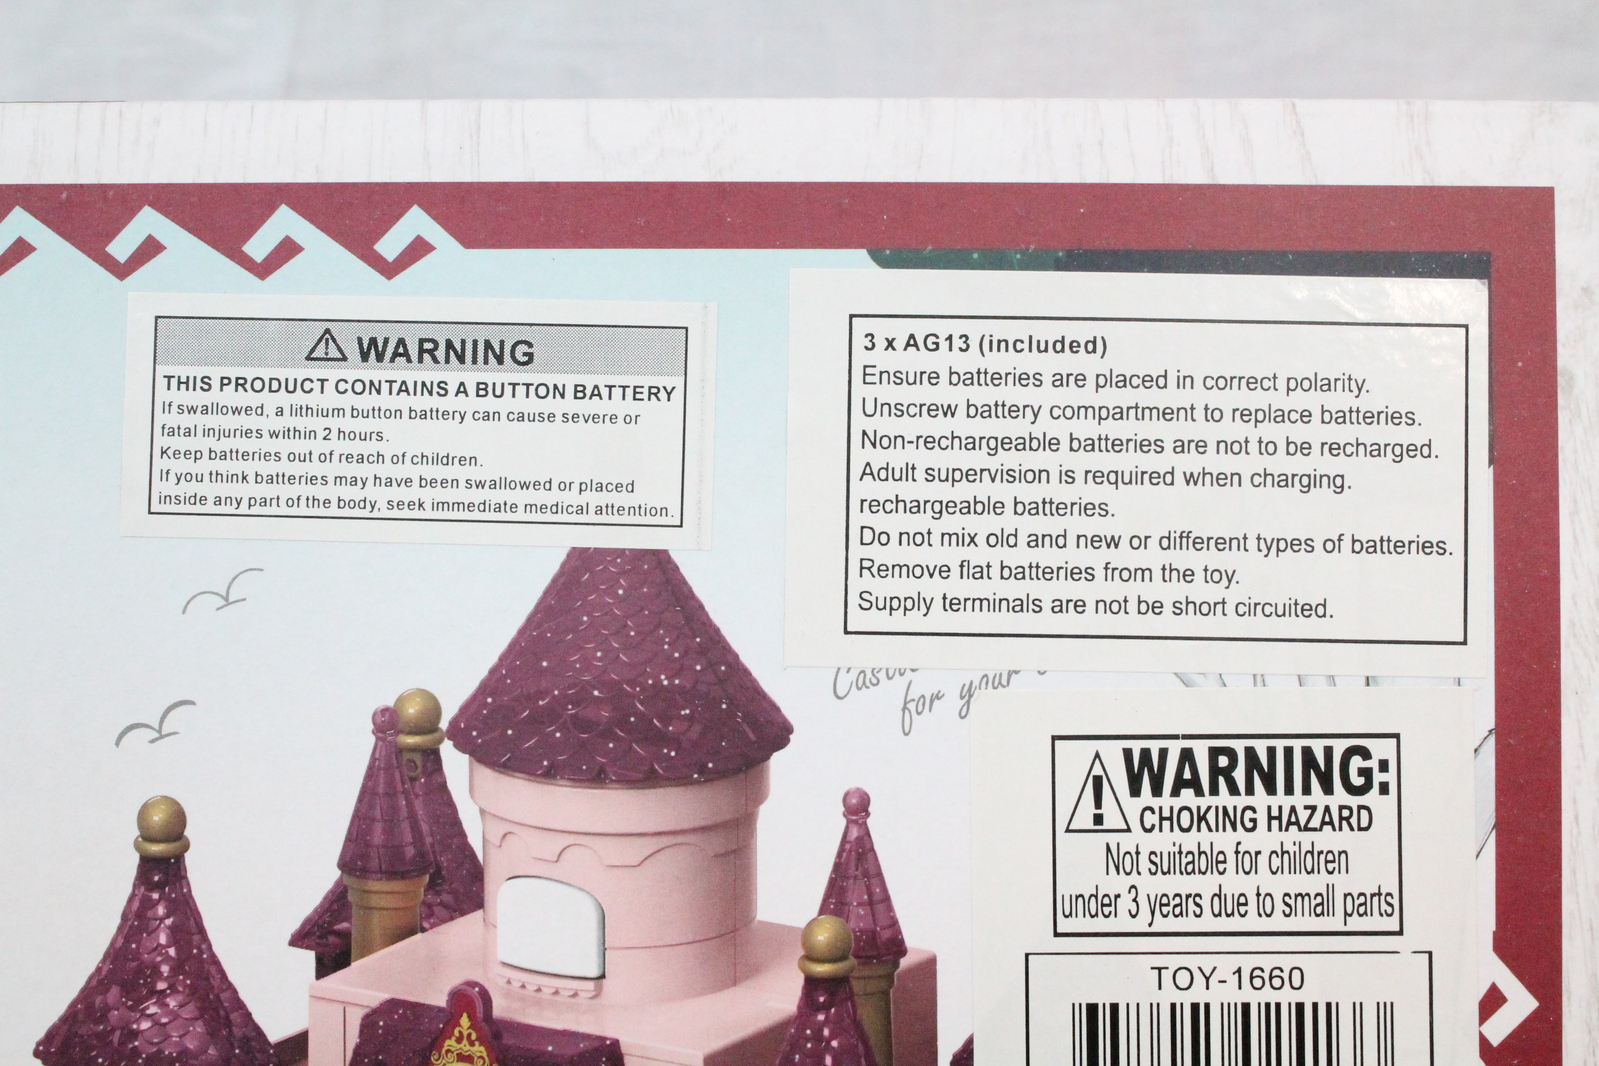 WARNING
THIS PRODUCT CONTAINS A BUTTON BATTERY
If swallowed, a lithium button battery can cause severe or
fatal injuries within 2 hours.
Keep batteries out of reach of children.
If you think batteries may have been swallowed or placed
inside any part of the body, seek immediate medical attention.
3 x AG13 (included)
Ensure batteries are placed in correct polarity.
Unscrew battery compartment to replace batteries.
Non-rechargeable batteries are not to be recharged.
Adult supervision is required when charging.
rechargeable batteries.
Do not mix old and new or different types of batteries.
Remove flat batteries from the toy.
Supply terminals are not be short circuited.
for your
WARNING:
CHOKING HAZARD
Not suitable for children
under 3 years due to small parts
TOY-1660